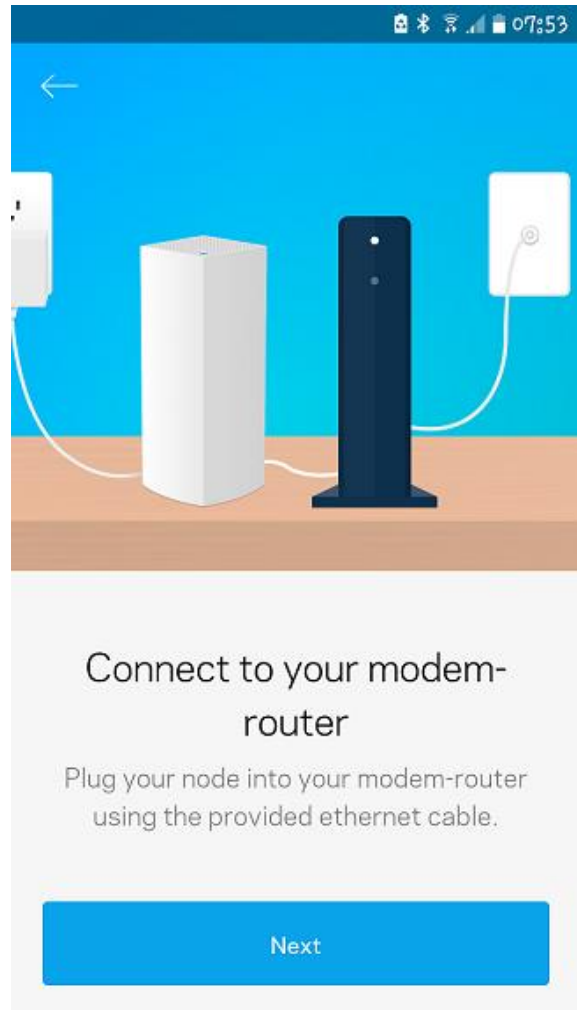 07:53
Connect to your modem-
router
Plug your node into your modem-router
using the provided ethernet cable.
Next